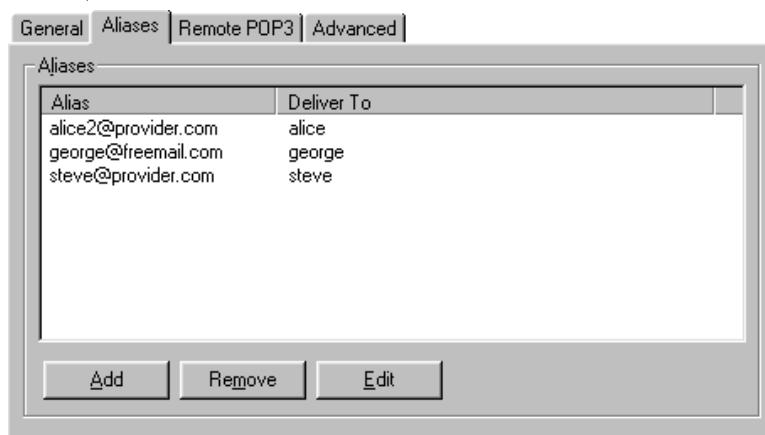 General Aliases Remote POP3 Advanced
Aliases
Alias Deliver To
alice2@provider.com alice
george@freemail.com george
steve@provider.com steve
Add Remove Edit